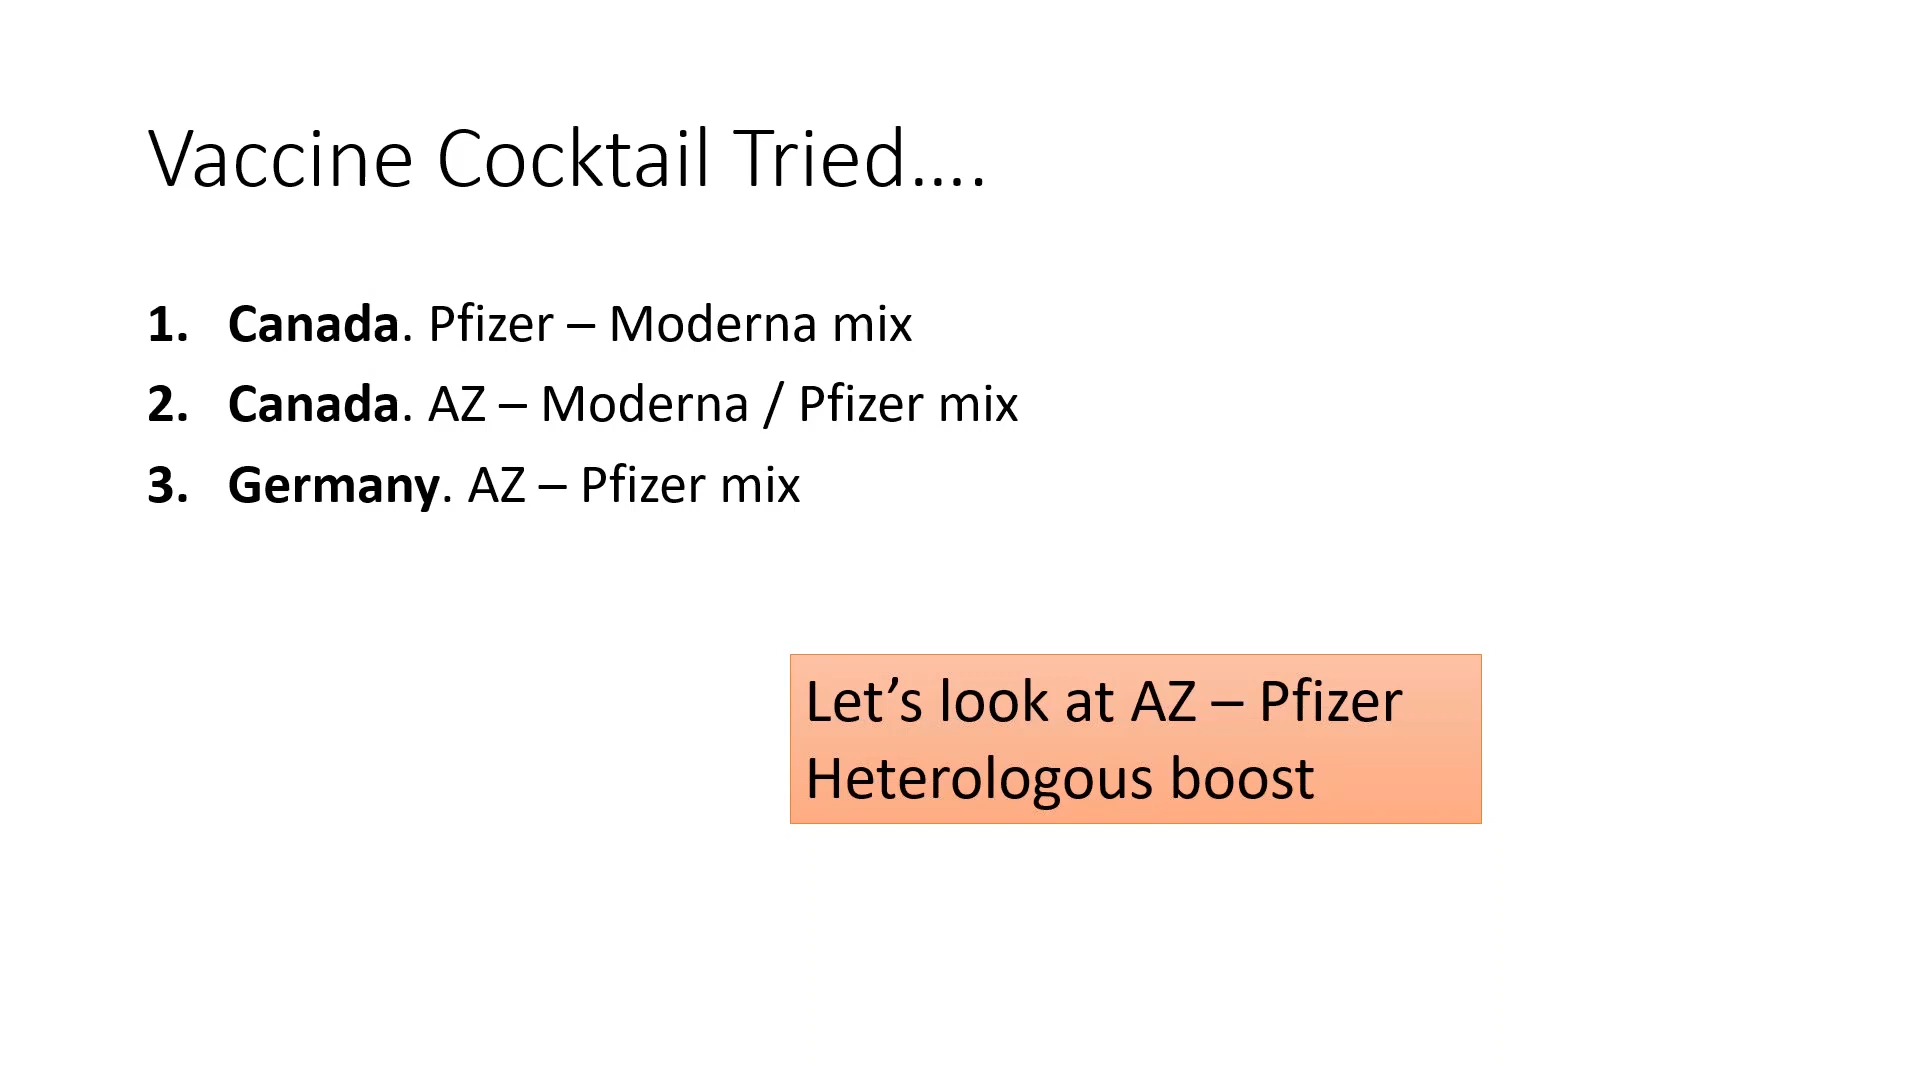 Vaccine Cocktail Tried....
1. Canada. Pfizer – Moderna mix
2. Canada. AZ – Moderna / Pfizer mix
3. Germany. AZ – Pfizer mix
Let’s look at AZ – Pfizer
Heterologous boost